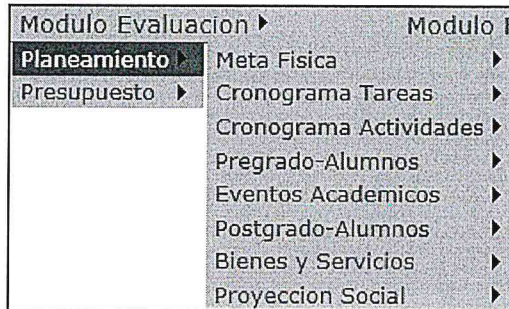 Modulo Evaluacion Modulo
Planeamiento
Presupuesto
Meta Fisica
Cronograma Tareas
Cronograma Actividades
Pregrado-Alumnos
Eventos Academicos
Postgrado-Alumnos
Bienes y Servicios
Proyeccion Social